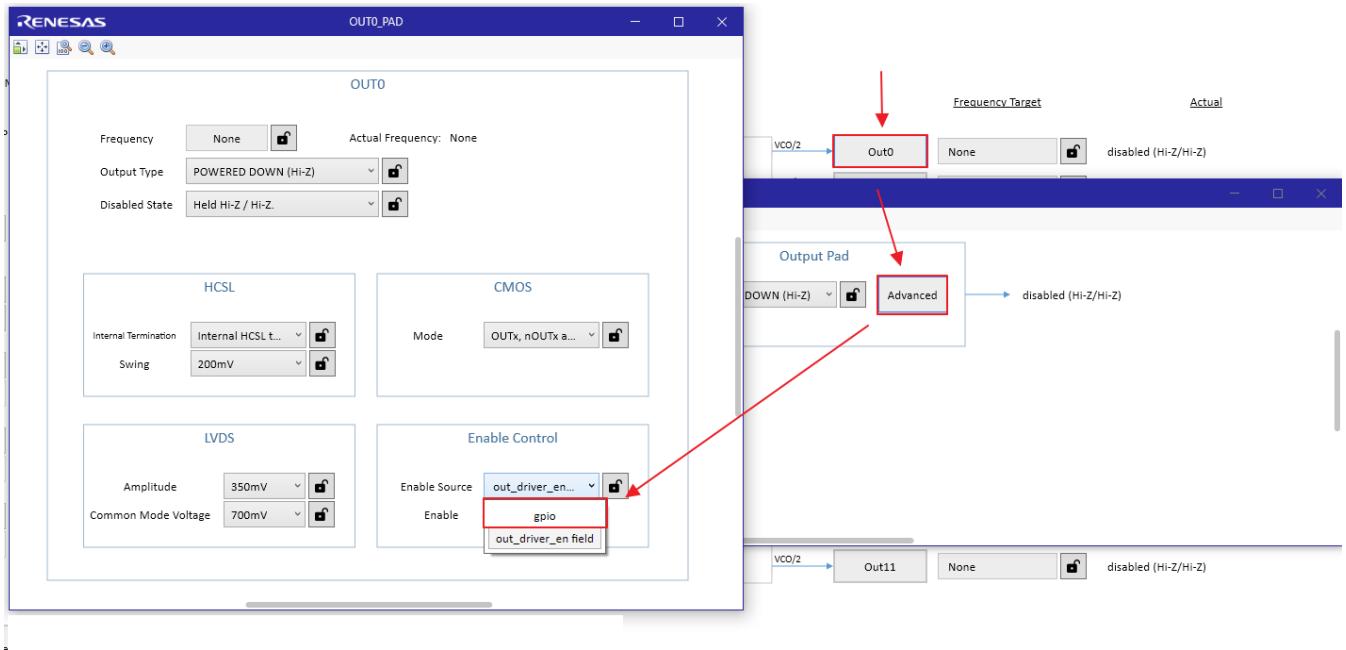 RENESAS
OUT0_PAD
OUT0
Frequency
None
Actual Frequency: None
Output Type
POWERED DOWN (Hi-Z)
Disabled State
Held Hi-Z / Hi-Z.
HCSL
Internal Termination
Internal HCSL t...
Swing
200mV
CMOS
Mode
OUTx, nOUTx a...
LVDS
Amplitude
350mV
Common Mode Voltage
700mV
Enable Control
Enable Source
out_driver_en...
Enable
gpio
out_driver_en field
Frequency Target
Actual
VCO/2
Out0
None
disabled (Hi-Z/Hi-Z)
Output Pad
DOWN (Hi-Z)
Advanced
disabled (Hi-Z/Hi-Z)
VCO/2
Out11
None
disabled (Hi-Z/Hi-Z)